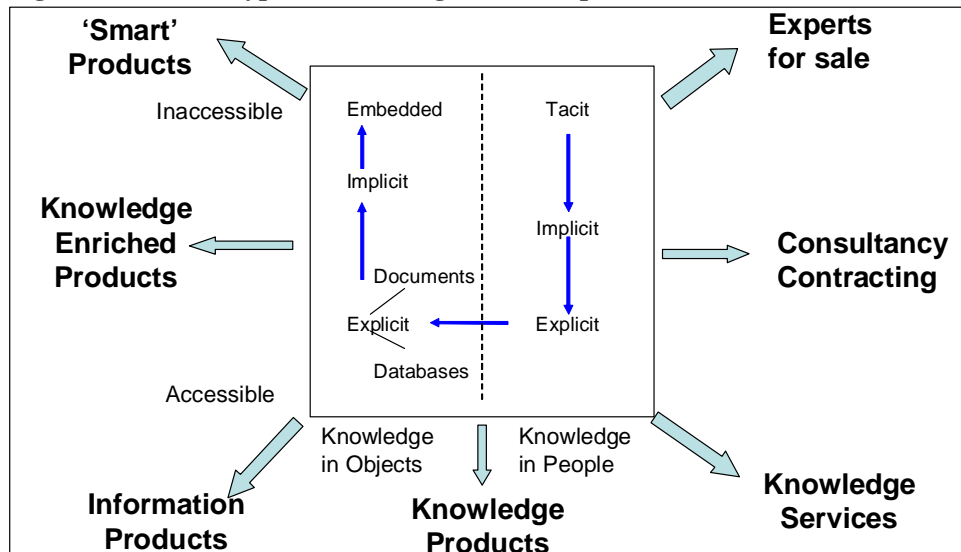 ‘Smart’
Products
Experts
for sale
Inaccessible
Embedded
Tacit
Implicit
Knowledge
Enriched
Products
Implicit
Consultancy
Contracting
Documents
Explicit
Explicit
Databases
Accessible
Knowledge
in Objects
Knowledge
in People
Information
Products
Knowledge
Products
Knowledge
Services